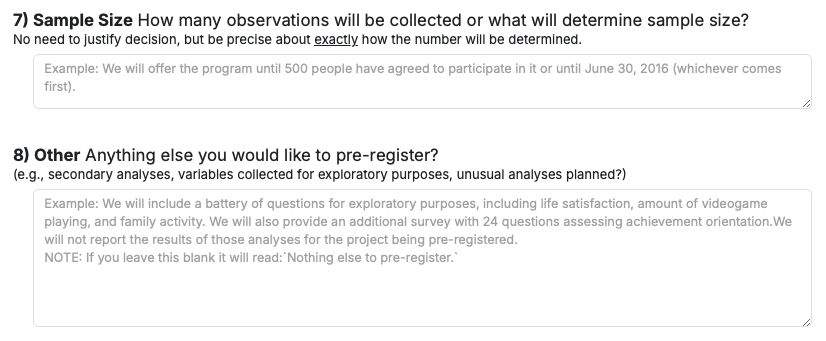 7) Sample Size How many observations will be collected or what will determine sample size?
No need to justify decision, but be precise about exactly how the number will be determined.
Example: We will offer the program until 500 people have agreed to participate in it or until June 30, 2016 (whichever comes
first).
8) Other Anything else you would like to pre-register?
(e.g., secondary analyses, variables collected for exploratory purposes, unusual analyses planned?)
Example: We will include a battery of questions for exploratory purposes, including life satisfaction, amount of videogame
playing, and family activity. We will also provide an additional survey with 24 questions assessing achievement orientation.We
will not report the results of those analyses for the project being pre-registered.
NOTE: If you leave this blank it will read:`Nothing else to pre-register.`